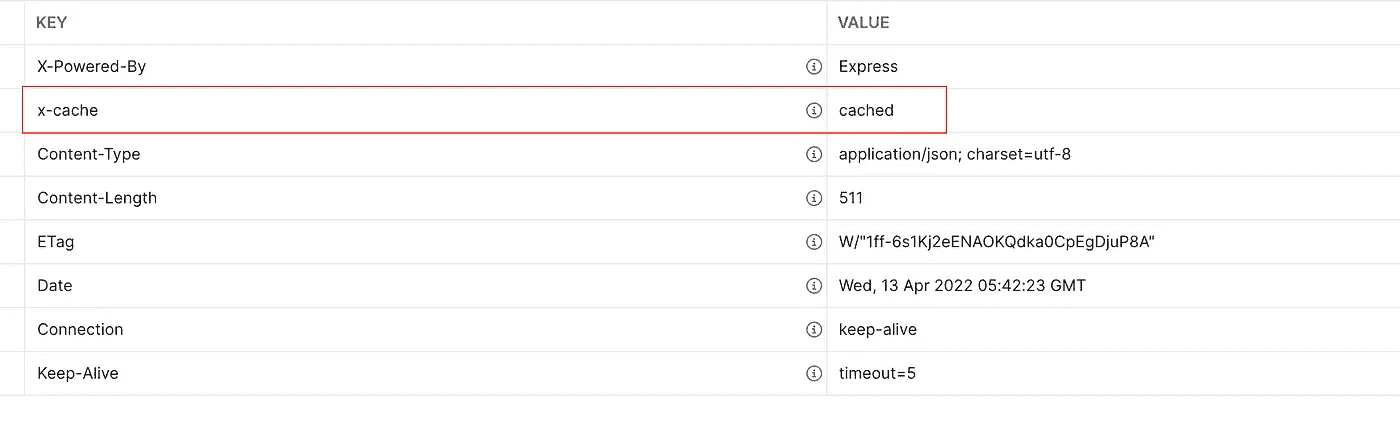 KEY VALUE
X-Powered-By Express
x-cache cached
Content-Type application/json; charset=utf-8
Content-Length 511
ETag W/"1ff-6s1Kj2eENAOKQdka0CpEgDjuP8A"
Date Wed, 13 Apr 2022 05:42:23 GMT
Connection keep-alive
Keep-Alive timeout=5